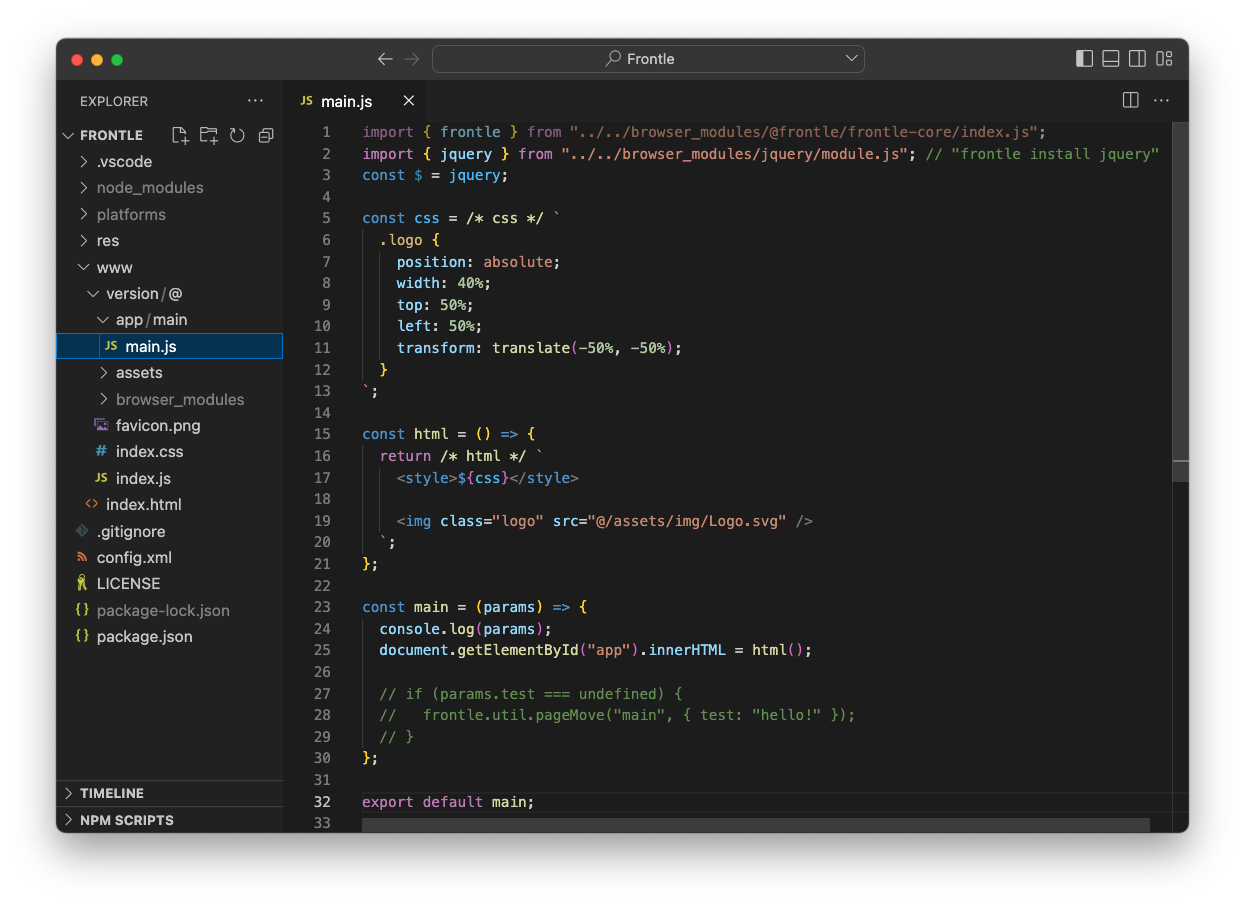 Frontle
EXPLORER
FRONTLE
.vscode
node_modules
platforms
res
www
version/@
app/main
JS main.js
assets
browser_modules
favicon.png
# index.css
JS index.js
<> index.html
.gitignore
config.xml
LICENSE
{} package-lock.json
{} package.json
TIMELINE
NPM SCRIPTS
JS main.js
1 import { frontle } from "../../browser_modules/@frontle/frontle-core/index.js";
2 import { jquery } from "../../browser_modules/jquery/module.js"; // "frontle install jquery"
3 const $ = jquery;
4
5 const css = /* css */ `
6   .logo {
7     position: absolute;
8     width: 40%;
9     top: 50%;
10     left: 50%;
11     transform: translate(-50%, -50%);
12   }
13 `;
14
15 const html = () => {
16   return /* html */ `
17     <style>${css}</style>
18
19     <img class="logo" src="@/assets/img/Logo.svg" />
20   `;
21 };
22
23 const main = (params) => {
24   console.log(params);
25   document.getElementById("app").innerHTML = html();
26
27   // if (params.test === undefined) {
28   //   frontle.util.pageMove("main", { test: "hello!" });
29   // }
30 };
31
32 export default main;
33